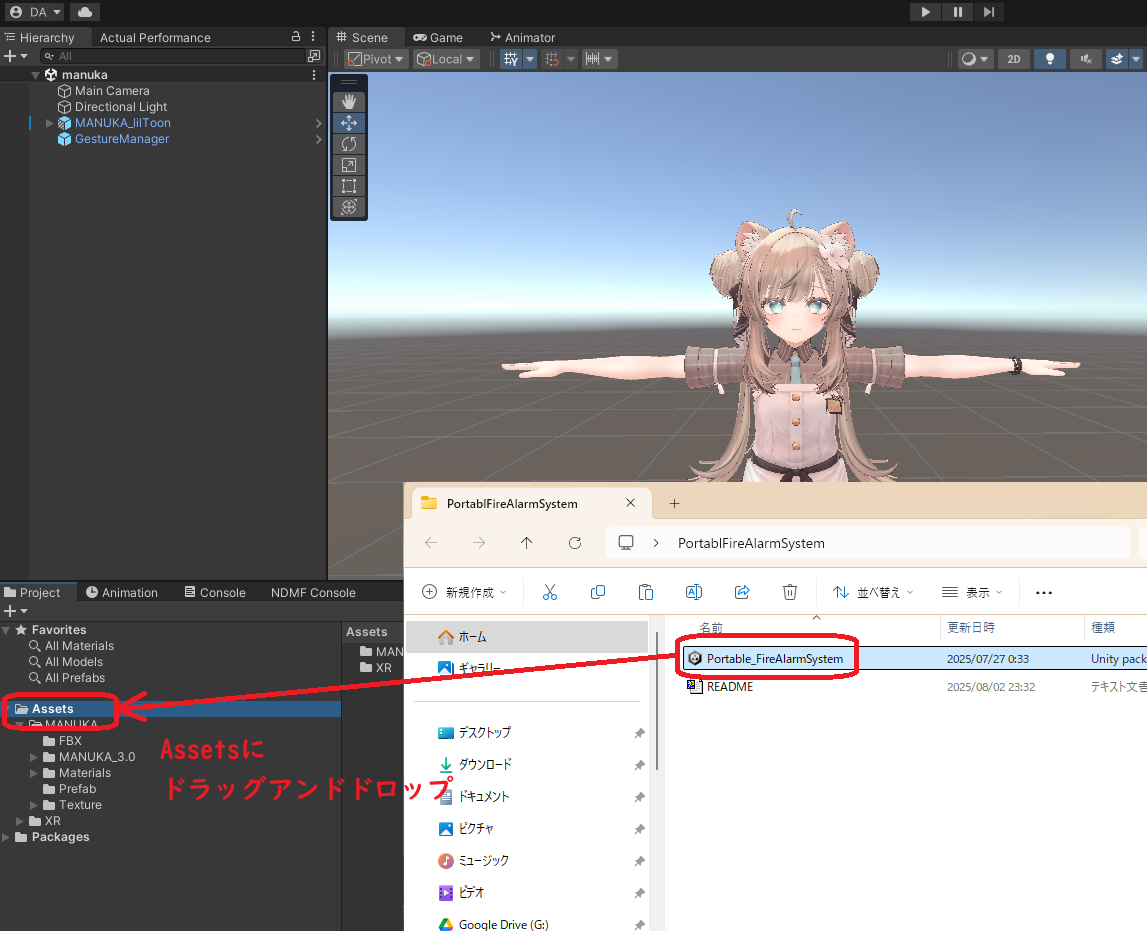 DA
Hierarchy
Actual Performance
All
manuka
Main Camera
Directional Light
MANUKA_lilToon
GestureManager
Scene
Game
Animator
Pivot
Local
2D
Project
Animation
Console
NDMF Console
Favorites
All Materials
All Models
All Prefabs
Assets
MANUKA
FBX
MANUKA_3.0
Materials
Prefab
Texture
XR
Packages
Assets
MAN
XR
Assetsに
ドラッグアンドドロップ
PortablFireAlarmSystem
PortablFireAlarmSystem
新規作成
並べ替え
表示
ホーム
ギャラリー
デスクトップ
ダウンロード
ドキュメント
ピクチャ
ミュージック
ビデオ
Google Drive (G:)
名前
更新日時
種類
Portable_FireAlarmSystem
2025/07/27 0:33
Unity pack
README
2025/08/02 23:32
テキスト文書